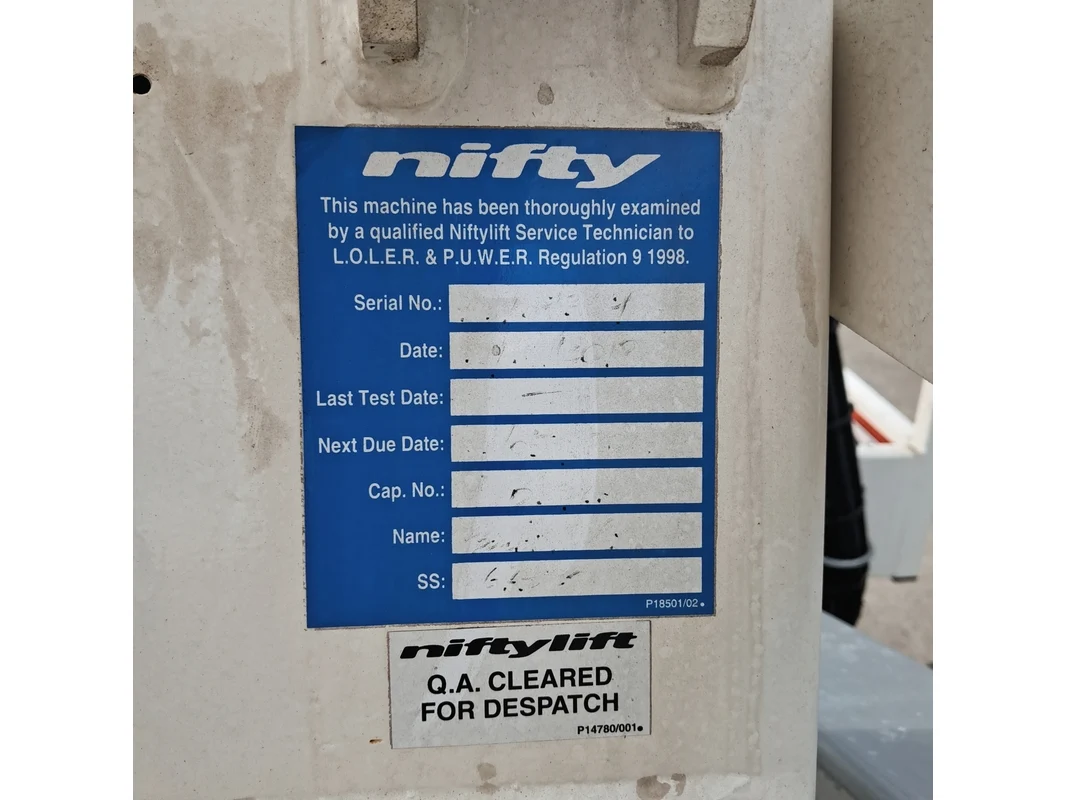 nifty
This machine has been thoroughly examined
by a qualified Niftylift Service Technician to
L.O.L.E.R. & P.U.W.E.R. Regulation 9 1998.
Serial No.:
Date:
Last Test Date:
Next Due Date:
Cap. No.:
Name:
SS:
P18501/02
niftylift
Q.A. CLEARED
FOR DESPATCH
P14780/001